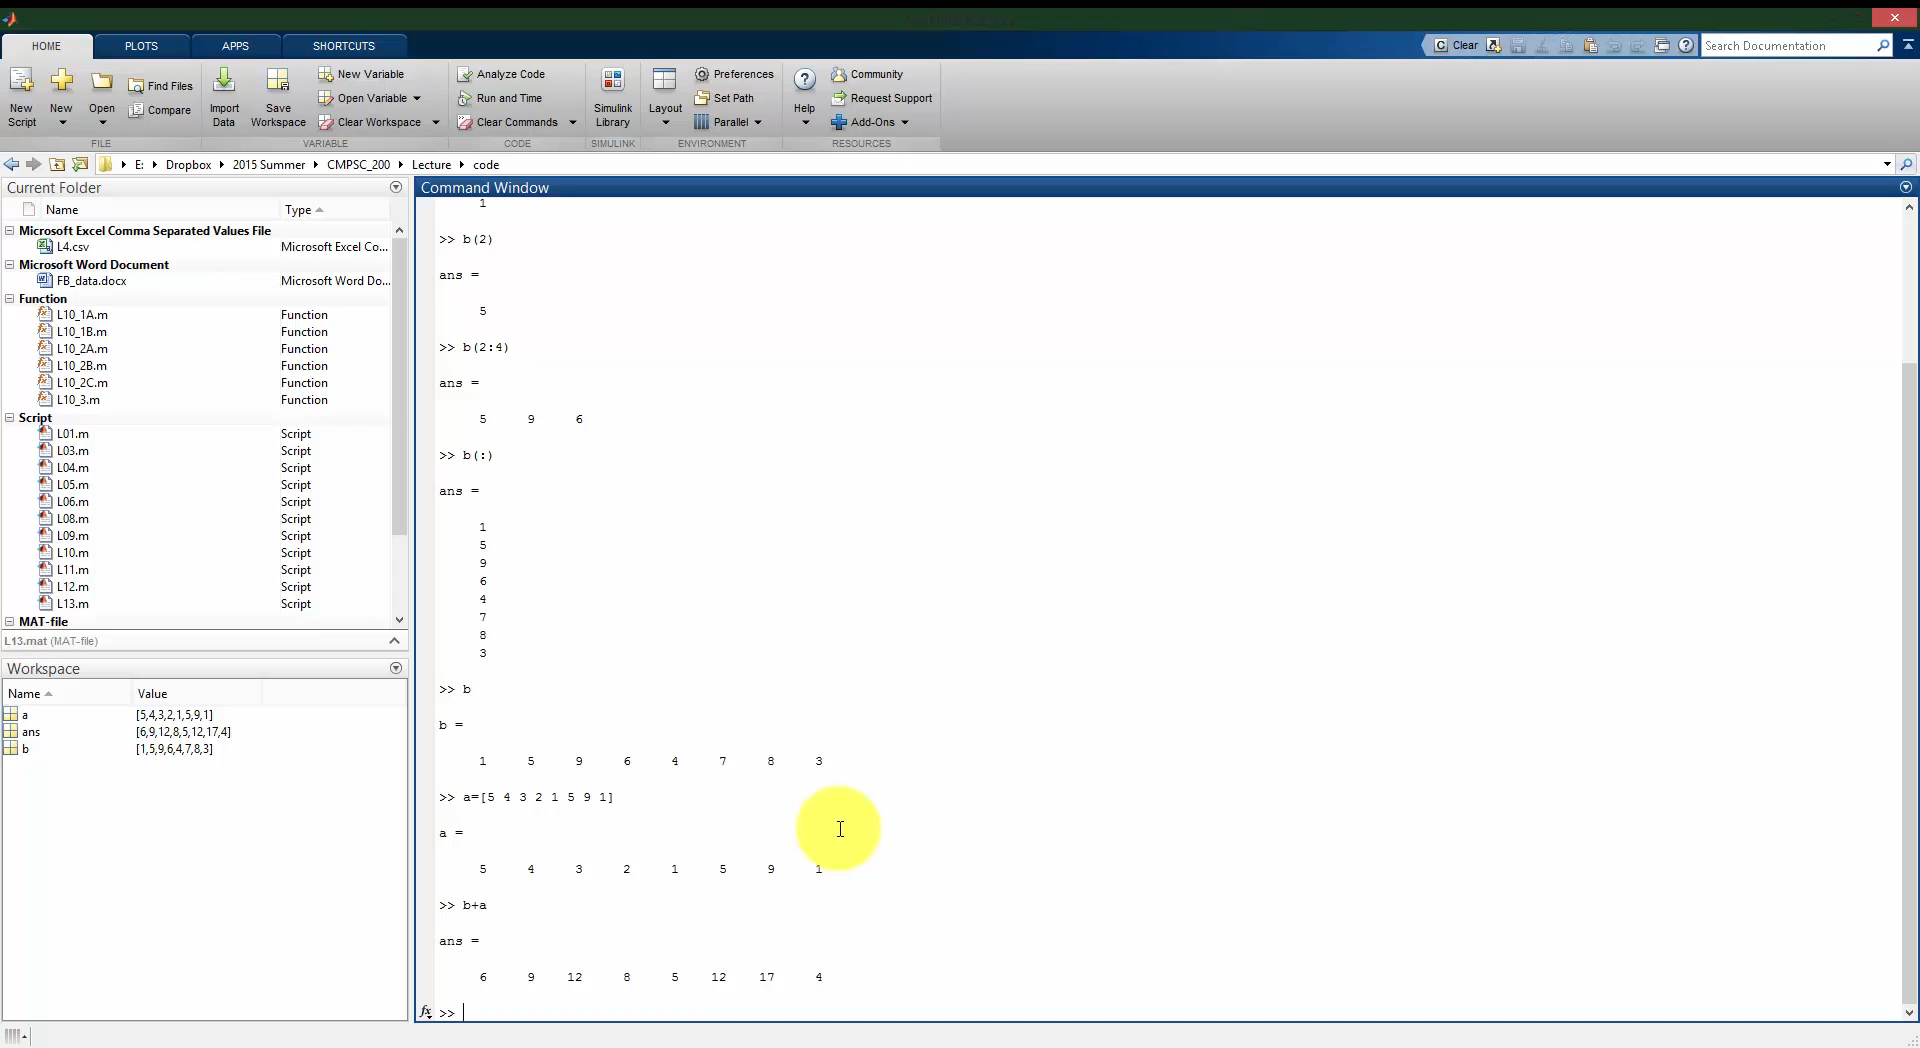 HOME PLOTS APPS SHORTCUTS Clear Search Documentation
New Script New Open Find Files Compare Import Data Save Workspace New Variable Open Variable Clear Workspace Analyze Code Run and Time Clear Commands Simulink Library Layout Preferences Set Path Parallel Help Community Request Support Add-Ons
FILE VARIABLE CODE SIMULINK ENVIRONMENT RESOURCES
E: Dropbox 2015 Summer CMPSC_200 Lecture code
Current Folder
Name Type
Microsoft Excel Comma Separated Values File
L4.csv Microsoft Excel Co...
Microsoft Word Document
FB_data.docx Microsoft Word Do...
Function
L10_1A.m Function
L10_1B.m Function
L10_2A.m Function
L10_2B.m Function
L10_2C.m Function
L10_3.m Function
Script
L01.m Script
L03.m Script
L04.m Script
L05.m Script
L06.m Script
L08.m Script
L09.m Script
L10.m Script
L11.m Script
L12.m Script
L13.m Script
MAT-file
L13.mat (MAT-file)
Workspace
Name Value
a [5,4,3,2,1,5,9,1]
ans [6,9,12,8,5,12,17,4]
b [1,5,9,6,4,7,8,3]
Command Window
1
>> b(2)
ans =
5
>> b(2:4)
ans =
5 9 6
>> b(:)
ans =
1
5
9
6
4
7
8
3
>> b
b =
1 5 9 6 4 7 8 3
>> a=[5 4 3 2 1 5 9 1]
a =
5 4 3 2 1 5 9 1
>> b+a
ans =
6 9 12 8 5 12 17 4
fx >>